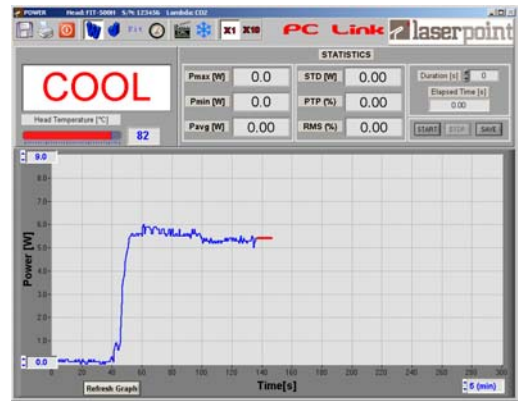 POWER Head:FIT-500H S/N:123456 Lambda:CO2
Fit X1 X10 PC Link laserpoint
STATISTICS
COOL
Pmax [W] 0.0 STD [W] 0.00 Duration [s] 0
Elapsed Time [s]
Pmin [W] 0.0 PTP (%) 0.00 0.00
Head Temperature [°C]
82
Pavg [W] 0.00 RMS (%) 0.00 START STOP SAVE
9.0
8.0
7.0
6.0
5.0
4.0
3.0
2.0
1.0
0.0
Power [W]
0 20 40 60 80 100 120 140 160 180 200 220 240 260 280 300
Refresh Graph Time[s] 5 (min)